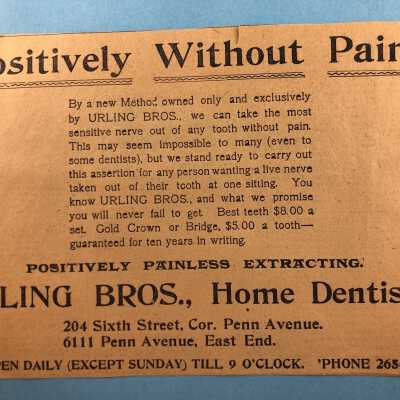 ositively Without Pain
By a new Method owned only and exclusively
by URLING BROS., we can take the most
sensitive nerve out of any tooth without pain.
This may seem impossible to many (even to
some dentists), but we stand ready to carry out
this assertion for any person wanting a live nerve
taken out of their tooth at one sitting. You
know URLING BROS., and what we promise
you will never fail to get. Best teeth $8.00 a
set. Gold Crown or Bridge, $5.00 a tooth—
guaranteed for ten years in writing.
POSITIVELY PAINLESS EXTRACTING.
RLING BROS., Home Dentis
204 Sixth Street, Cor. Penn Avenue.
6111 Penn Avenue, East End.
PEN DAILY (EXCEPT SUNDAY) TILL 9 O'CLOCK. 'PHONE 268